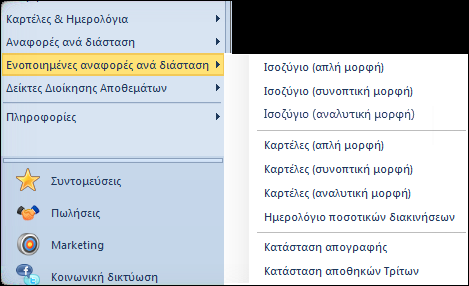 Καρτέλες & Ημερολόγια
Αναφορές ανά διάσταση
Ενοποιημένες αναφορές ανά διάσταση
Δείκτες Διοίκησης Αποθεμάτων
Πληροφορίες
Συντομεύσεις
Πωλήσεις
Marketing
Κοινωνική δικτύωση
Ισοζύγιο (απλή μορφή)
Ισοζύγιο (συνοπτική μορφή)
Ισοζύγιο (αναλυτική μορφή)
Καρτέλες (απλή μορφή)
Καρτέλες (συνοπτική μορφή)
Καρτέλες (αναλυτική μορφή)
Ημερολόγιο ποσοτικών διακινήσεων
Κατάσταση απογραφής
Κατάσταση αποθηκών Τρίτων